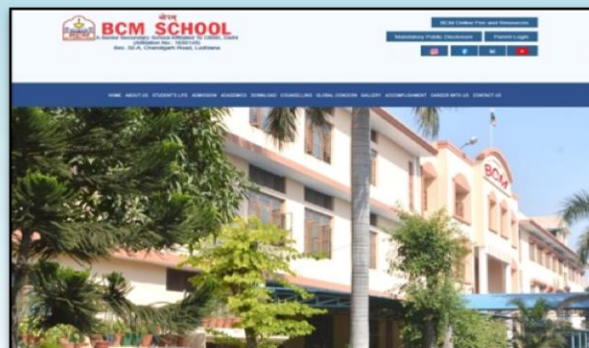 ओ३म्
BCM SCHOOL
A Senior Secondary School Affiliated To CBSE, Delhi
(Affiliation No.: 1630145)
Sec. 32-A, Chandigarh Road, Ludhiana
BCM Online Fee and Resources
Mandatory Public Disclosure
Parent Login
HOME ABOUT US STUDENT'S LIFE ADMISSION ACADEMICS DOWNLOAD COUNSELLING GLOBAL CONCERN GALLERY ACCOMPLISHMENT CAREER WITH US CONTACT US
BCM